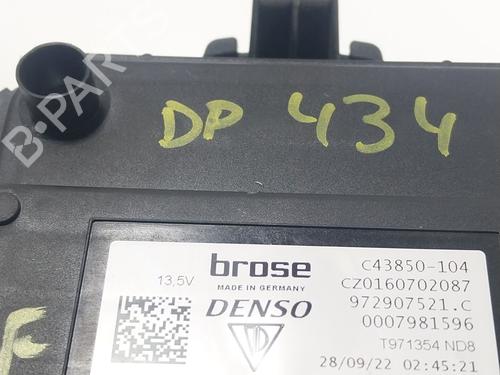 B-PARTS
DP 434
F
brose
C43850-104
13,5V
MADE IN GERMANY
CZ0160702087
DENSO
972907521.C
0007981596
T971354 ND8
28/09/22 02:45:21